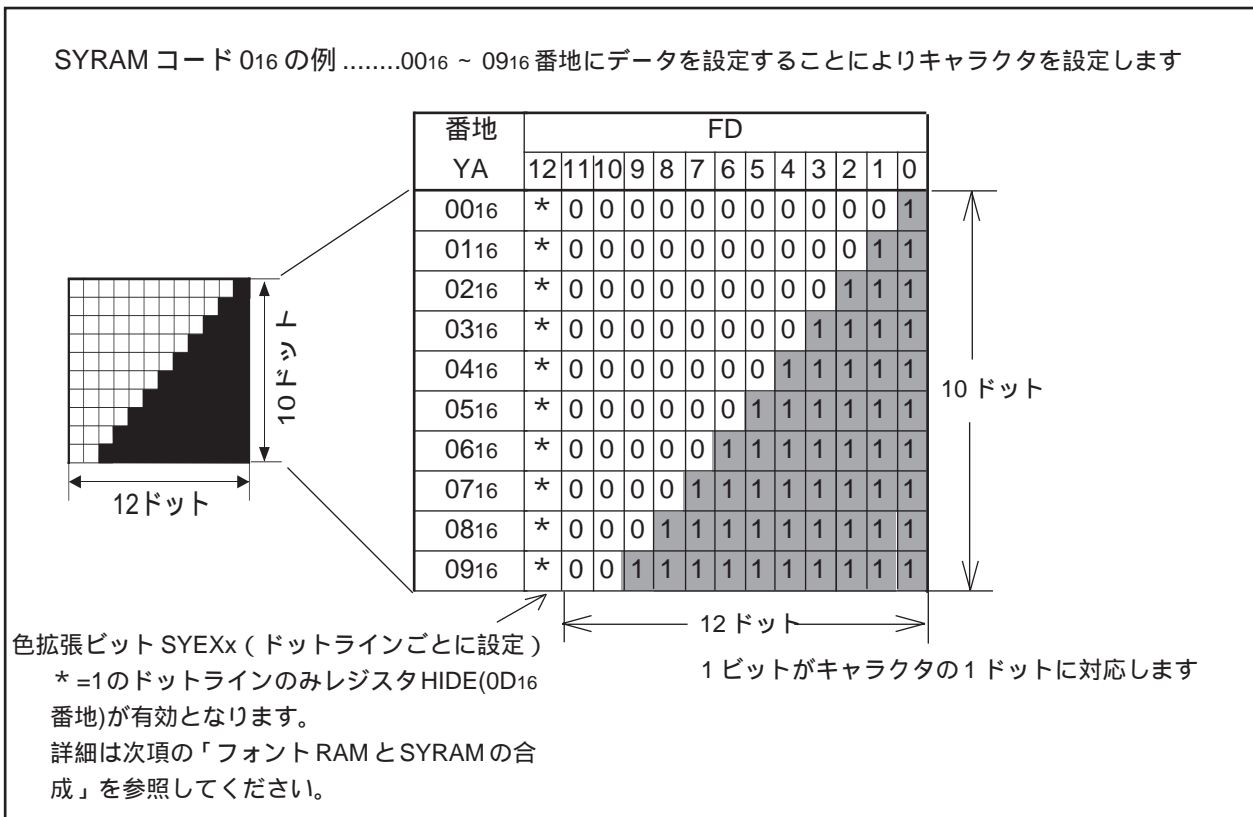 SYRAM コード 016 の例 ........0016 ~ 0916 番地にデータを設定することによりキャラクタを設定します
番地 FD
YA 12 11 10 9 8 7 6 5 4 3 2 1 0
0016 * 0 0 0 0 0 0 0 0 0 0 0 1
0116 * 0 0 0 0 0 0 0 0 0 0 1 1
0216 * 0 0 0 0 0 0 0 0 0 1 1 1
0316 * 0 0 0 0 0 0 0 0 1 1 1 1
0416 * 0 0 0 0 0 0 0 1 1 1 1 1
0516 * 0 0 0 0 0 0 1 1 1 1 1 1
0616 * 0 0 0 0 0 1 1 1 1 1 1 1
0716 * 0 0 0 0 1 1 1 1 1 1 1 1
0816 * 0 0 0 1 1 1 1 1 1 1 1 1
0916 * 0 0 1 1 1 1 1 1 1 1 1 1
10ドット
12ドット
10 ドット
12 ドット
色拡張ビット SYEXx ( ドットラインごとに設定 )
* =1のドットラインのみレジスタHIDE(0D16
番地)が有効となります。
詳細は次項の「フォント RAM とSYRAMの合
成」を参照してください。
1 ビットがキャラクタの1 ドットに対応します